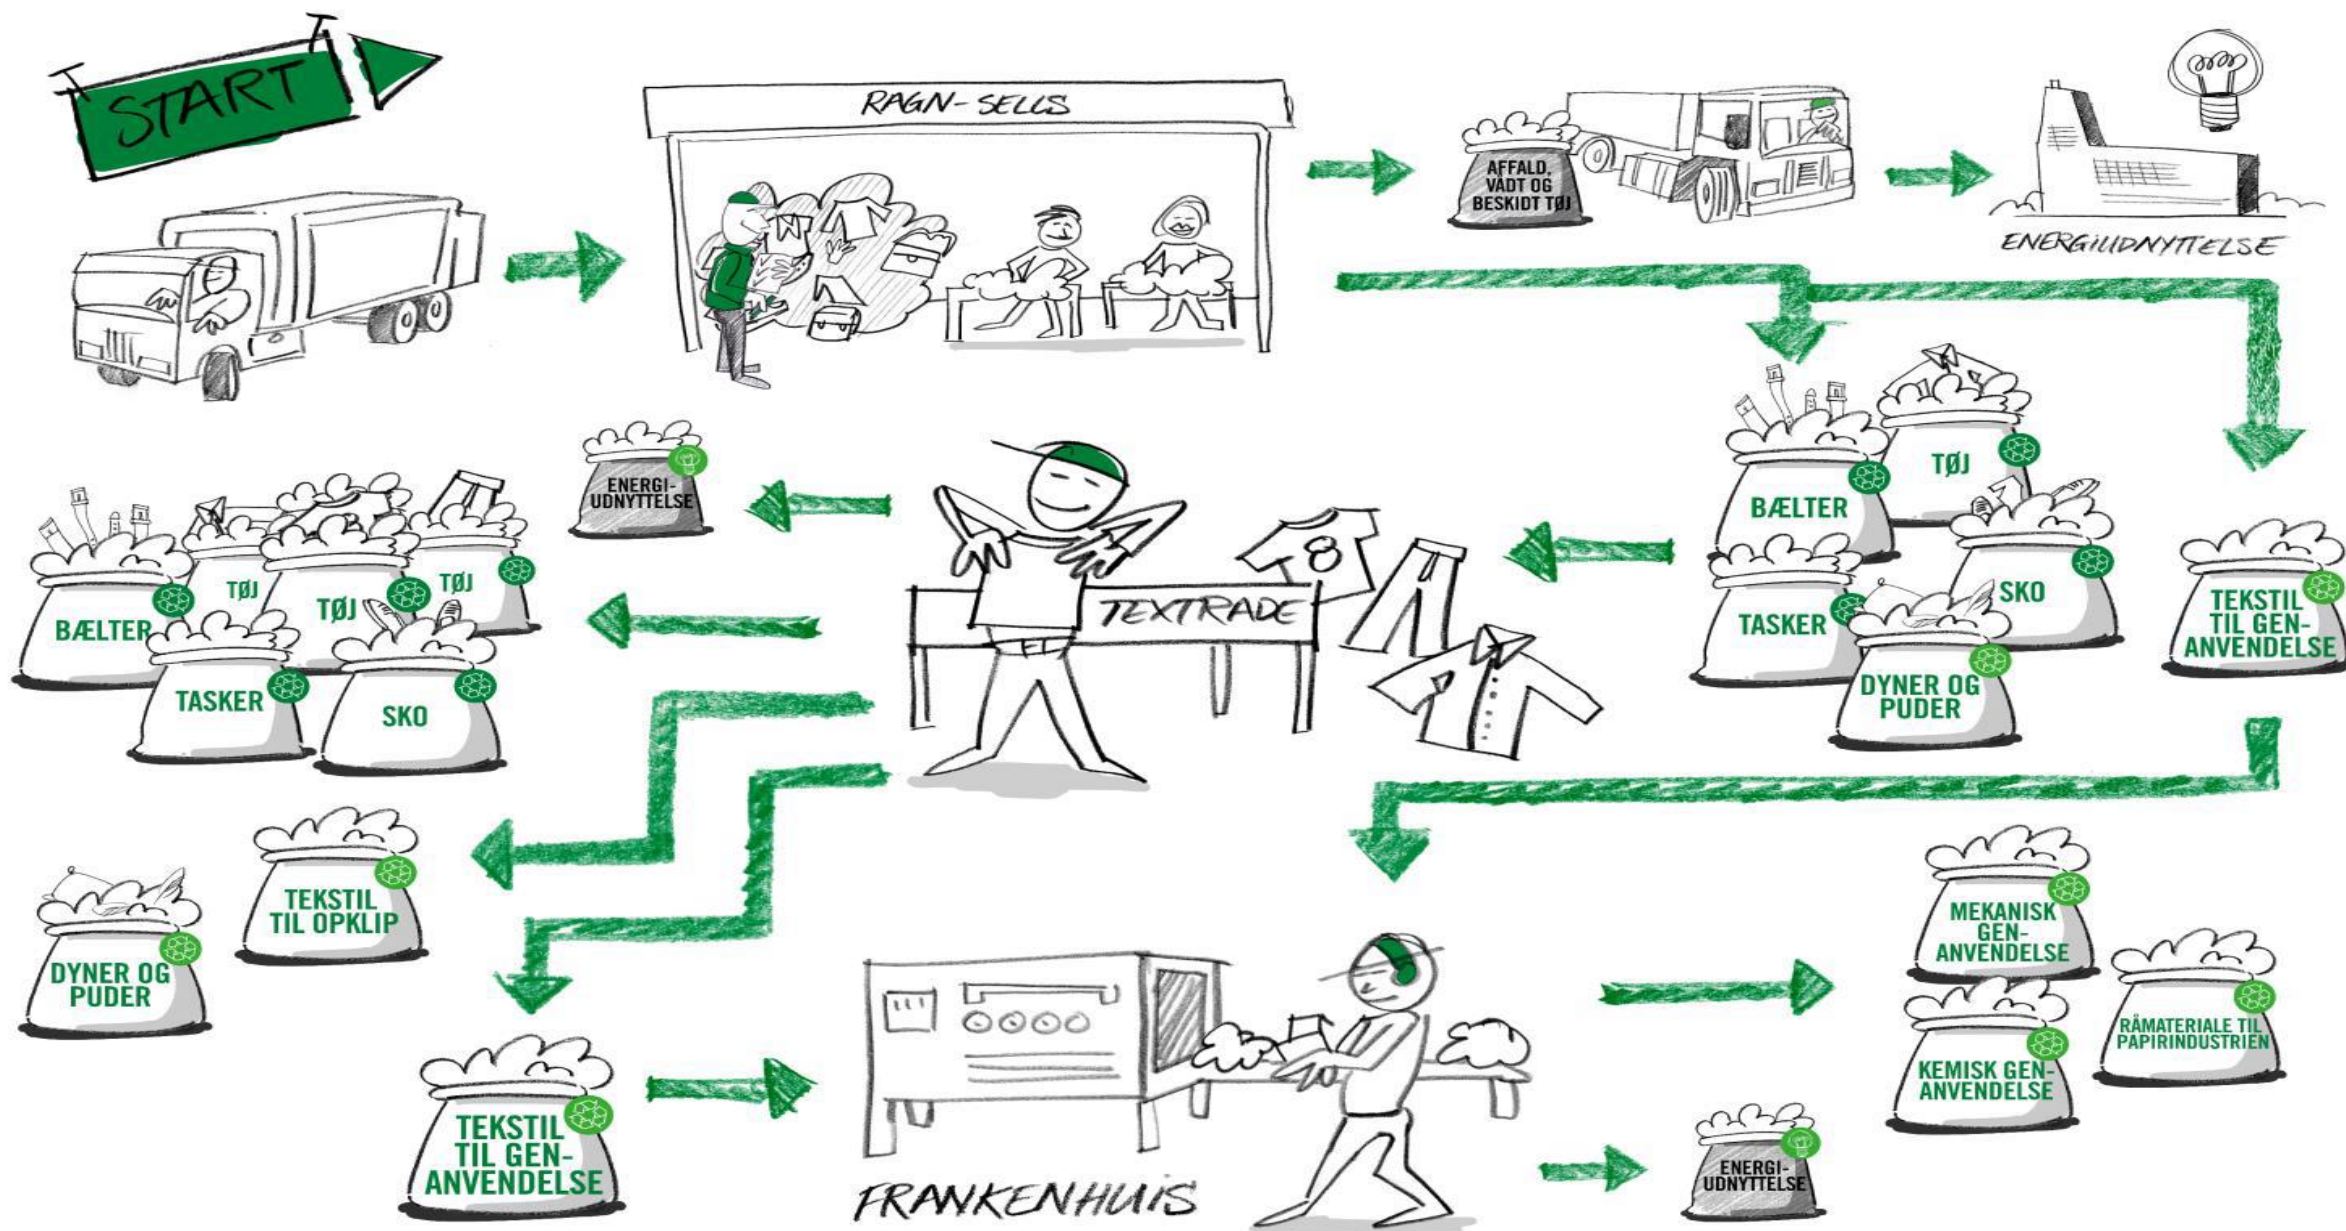 START
RAGN-SELLS
AFFALD,
VÅDT OG
BESKIDT TØJ
ENERGIUDNYTTELSE
TØJ
BÆLTER
SKO
TASKER
DYNER OG
PUDER
TEKSTIL
TIL GEN-
ANVENDELSE
8
TEXTRADE
ENERGI-
UDNYTTELSE
BÆLTER
TØJ
TØJ
TØJ
TASKER
SKO
TEKSTIL
TIL OPKLIP
DYNER OG
PUDER
TEKSTIL
TIL GEN-
ANVENDELSE
FRANKENHUIS
MEKANISK
GEN-
ANVENDELSE
RÅMATERIALE TIL
PAPIRINDUSTRIEN
KEMISK GEN-
ANVENDELSE
ENERGI-
UDNYTTELSE